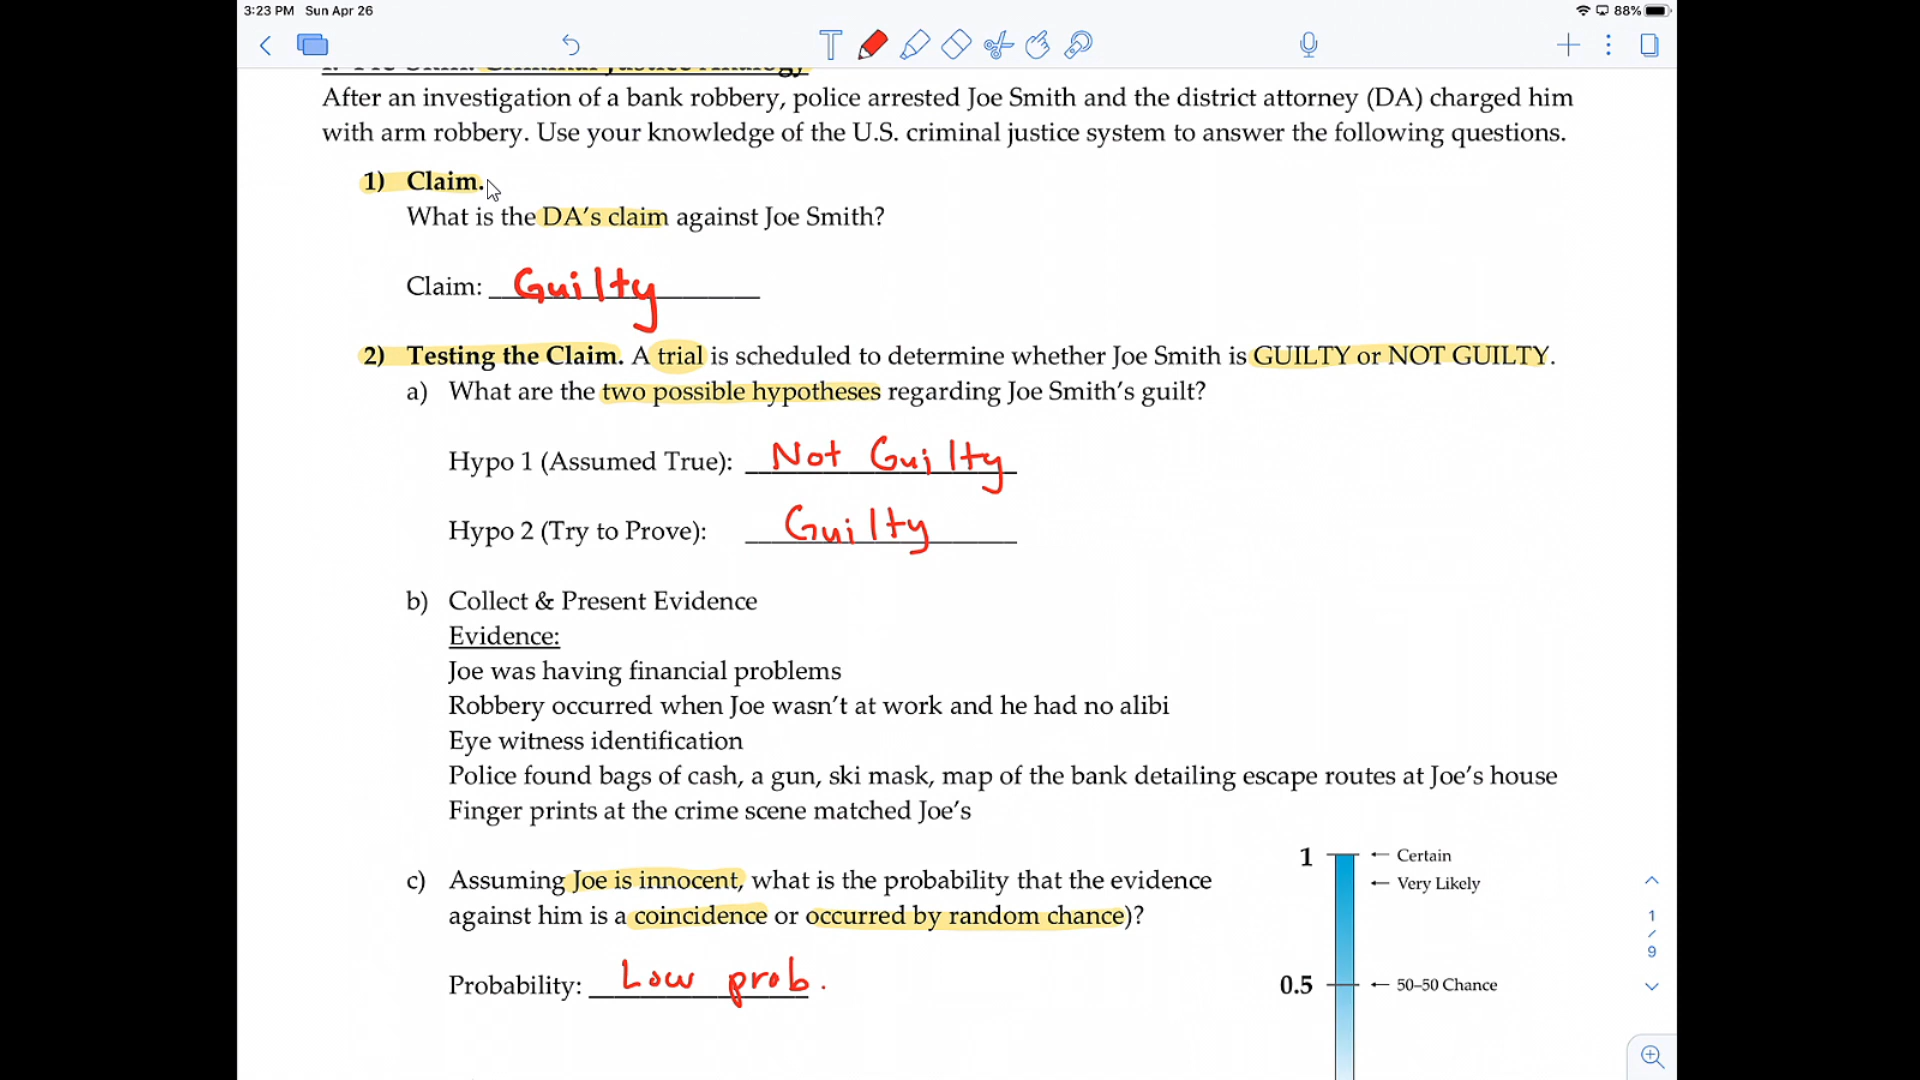 3:23 PM Sun Apr 26
88%
After an investigation of a bank robbery, police arrested Joe Smith and the district attorney (DA) charged him
with arm robbery. Use your knowledge of the U.S. criminal justice system to answer the following questions.
1) Claim.
What is the DA's claim against Joe Smith?
Claim: Guilty
2) Testing the Claim. A trial is scheduled to determine whether Joe Smith is GUILTY or NOT GUILTY.
a) What are the two possible hypotheses regarding Joe Smith's guilt?
Hypo 1 (Assumed True): Not Guilty
Hypo 2 (Try to Prove): Guilty
b) Collect & Present Evidence
Evidence:
Joe was having financial problems
Robbery occurred when Joe wasn't at work and he had no alibi
Eye witness identification
Police found bags of cash, a gun, ski mask, map of the bank detailing escape routes at Joe's house
Finger prints at the crime scene matched Joe's
c) Assuming Joe is innocent, what is the probability that the evidence
against him is a coincidence or occurred by random chance)?
Probability: Low prob.
1 ← Certain
← Very Likely
0.5 ← 50–50 Chance
1
/
9